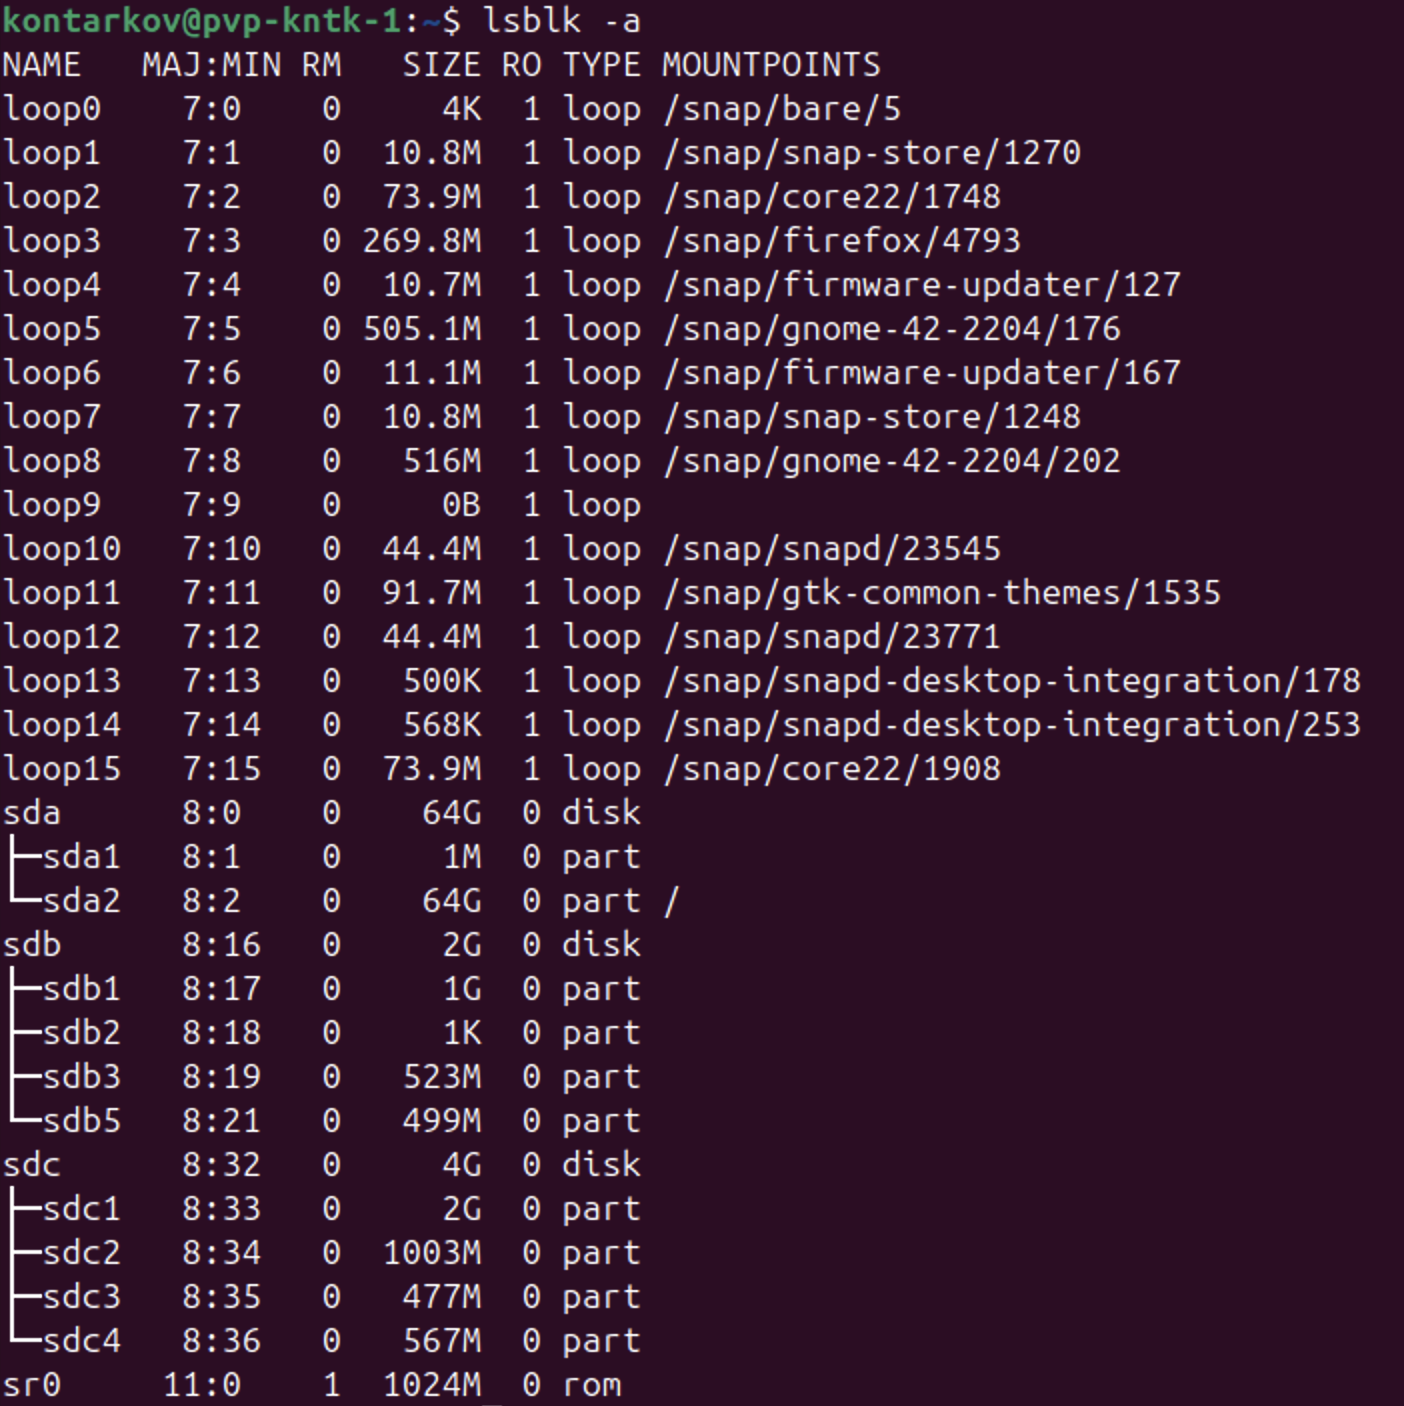 kontarkov@pvp-kntk-1:~$ lsblk -a
NAME   MAJ:MIN RM   SIZE RO TYPE MOUNTPOINTS
loop0    7:0    0     4K  1 loop /snap/bare/5
loop1    7:1    0  10.8M  1 loop /snap/snap-store/1270
loop2    7:2    0  73.9M  1 loop /snap/core22/1748
loop3    7:3    0 269.8M  1 loop /snap/firefox/4793
loop4    7:4    0  10.7M  1 loop /snap/firmware-updater/127
loop5    7:5    0 505.1M  1 loop /snap/gnome-42-2204/176
loop6    7:6    0  11.1M  1 loop /snap/firmware-updater/167
loop7    7:7    0  10.8M  1 loop /snap/snap-store/1248
loop8    7:8    0   516M  1 loop /snap/gnome-42-2204/202
loop9    7:9    0     0B  1 loop
loop10   7:10   0  44.4M  1 loop /snap/snapd/23545
loop11   7:11   0  91.7M  1 loop /snap/gtk-common-themes/1535
loop12   7:12   0  44.4M  1 loop /snap/snapd/23771
loop13   7:13   0   500K  1 loop /snap/snapd-desktop-integration/178
loop14   7:14   0   568K  1 loop /snap/snapd-desktop-integration/253
loop15   7:15   0  73.9M  1 loop /snap/core22/1908
sda      8:0    0    64G  0 disk
├─sda1   8:1    0     1M  0 part
└─sda2   8:2    0    64G  0 part /
sdb      8:16   0     2G  0 disk
├─sdb1   8:17   0     1G  0 part
├─sdb2   8:18   0     1K  0 part
├─sdb3   8:19   0   523M  0 part
└─sdb5   8:21   0   499M  0 part
sdc      8:32   0     4G  0 disk
├─sdc1   8:33   0     2G  0 part
├─sdc2   8:34   0  1003M  0 part
├─sdc3   8:35   0   477M  0 part
└─sdc4   8:36   0   567M  0 part
sr0     11:0    1  1024M  0 rom